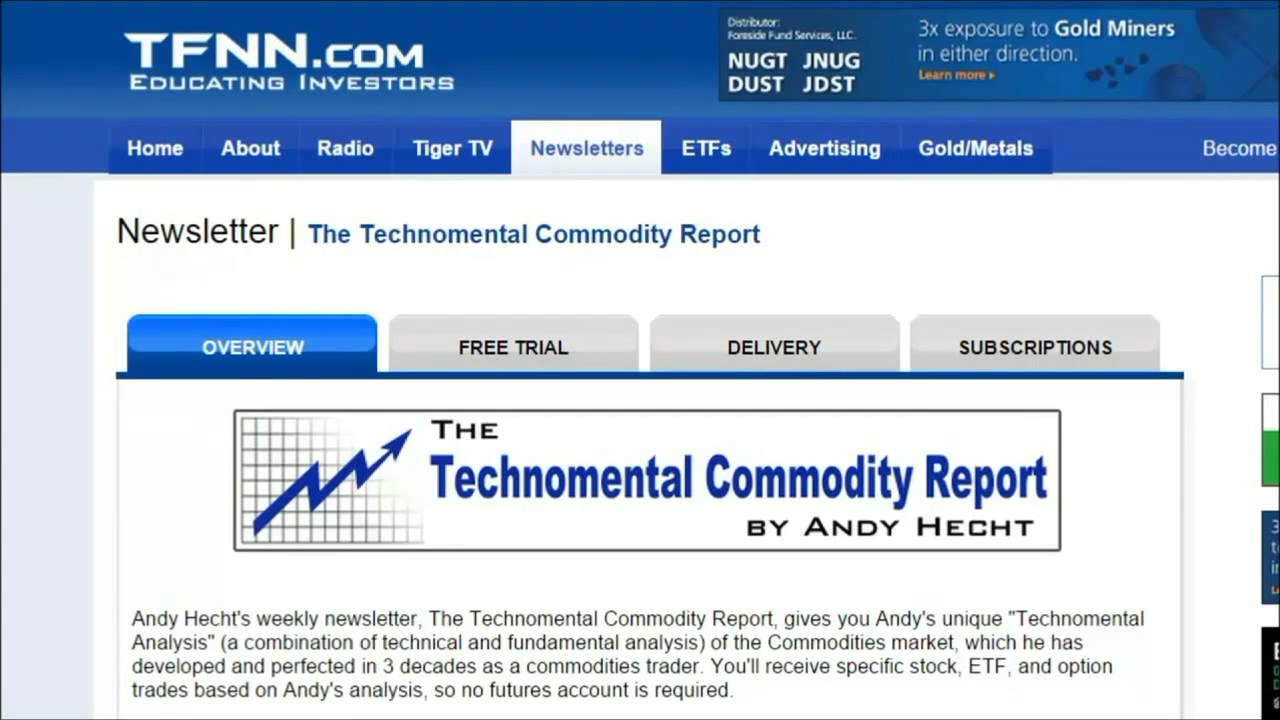 TFNN.COM
EDUCATING INVESTORS
Distributor:
Foreside Fund Services, LLC.
NUGT JNUG
DUST JDST
3x exposure to Gold Miners
in either direction.
Learn more
Home About Radio Tiger TV Newsletters ETFs Advertising Gold/Metals Become
Newsletter | The Technomental Commodity Report
OVERVIEW FREE TRIAL DELIVERY SUBSCRIPTIONS
THE
Technomental Commodity Report
BY ANDY HECHT
Andy Hecht's weekly newsletter, The Technomental Commodity Report, gives you Andy's unique "Technomental
Analysis" (a combination of technical and fundamental analysis) of the Commodities market, which he has
developed and perfected in 3 decades as a commodities trader. You'll receive specific stock, ETF, and option
trades based on Andy's analysis, so no futures account is required.